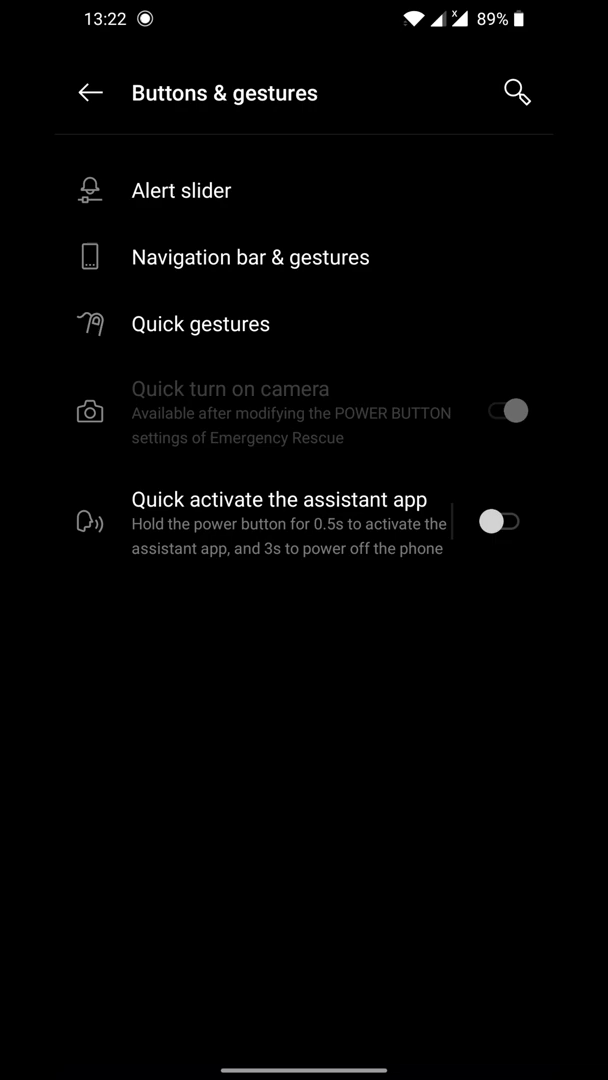 13:22
x
89%
Buttons & gestures
Alert slider
Navigation bar & gestures
Quick gestures
Quick turn on camera
Available after modifying the POWER BUTTON
settings of Emergency Rescue
Quick activate the assistant app
Hold the power button for 0.5s to activate the
assistant app, and 3s to power off the phone